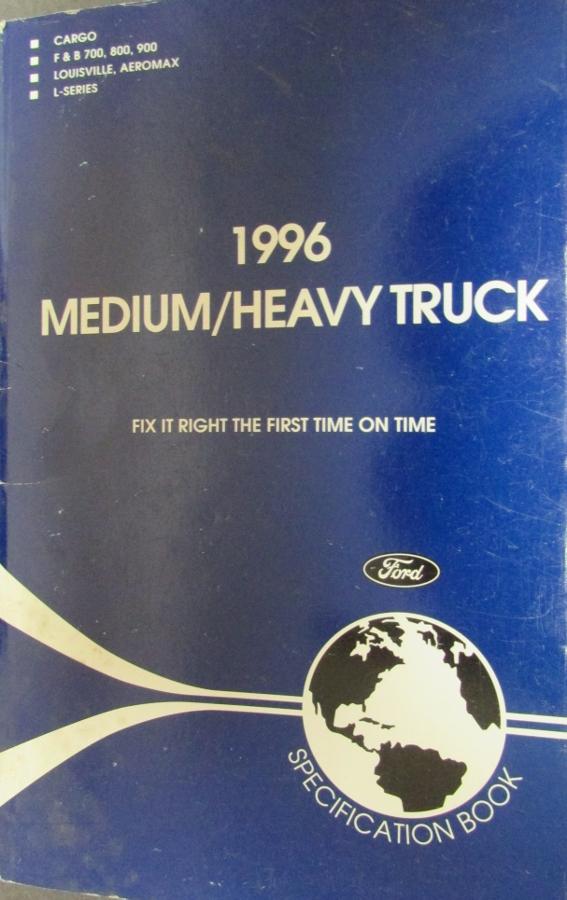 CARGO
F & B 700, 800, 900
LOUISVILLE, AEROMAX
L-SERIES
1996
MEDIUM/HEAVY TRUCK
FIX IT RIGHT THE FIRST TIME ON TIME
Ford
SPECIFICATION BOOK